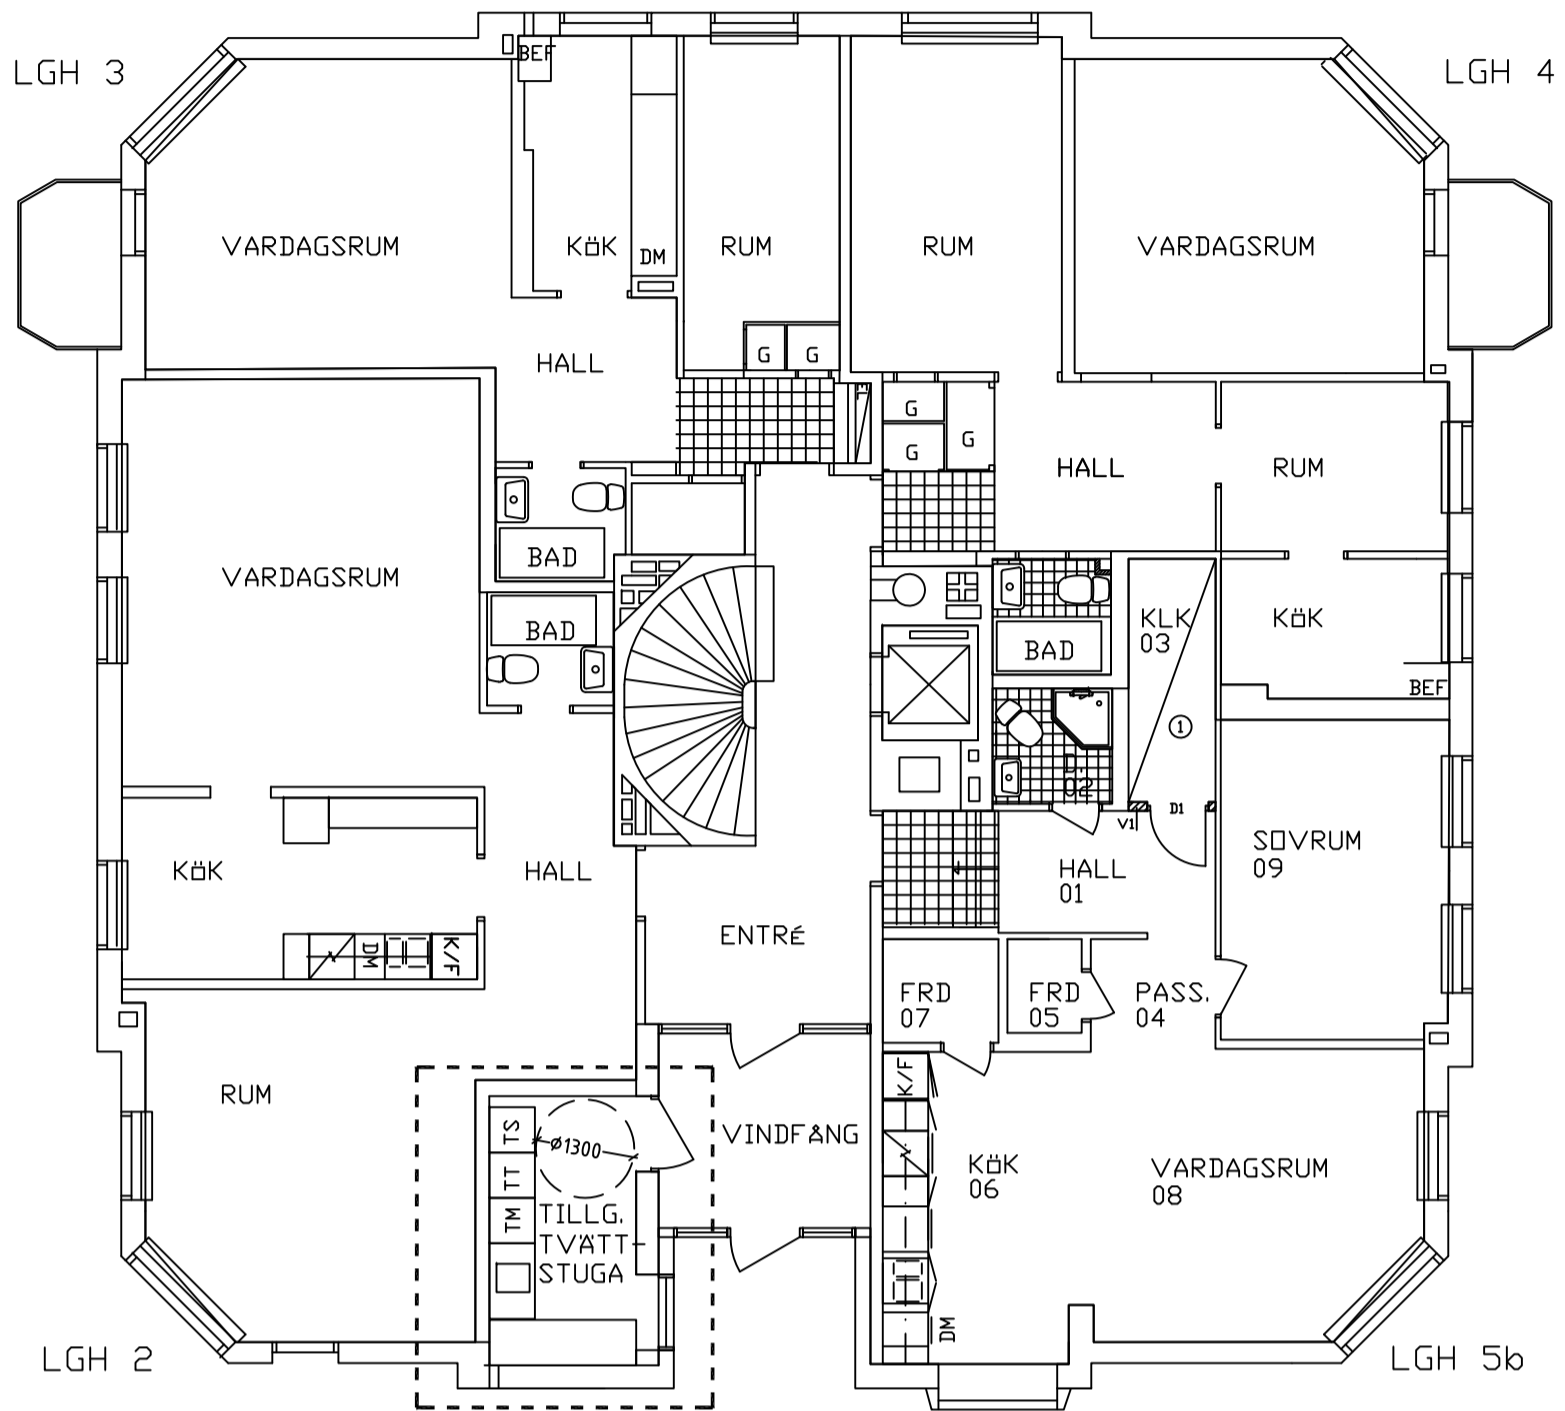 BEF
LGH 3
LGH 4
VARDAGSRUM
KÖK
DM
RUM
RUM
VARDAGSRUM
G
G
HALL
EL
G
G
G
HALL
RUM
BAD
VARDAGSRUM
BAD
BAD
KLK
03
KÖK
BEF
1
02
V1
D1
KÖK
HALL
HALL
01
SOVRUM
09
ENTRÉ
DM
K/F
FRD
07
FRD
05
PASS.
04
RUM
K/F
TS
ø1300
VINDFÅNG
TT
KÖK
06
VARDAGSRUM
08
TM
TILLG.
TVÄTT-
STUGA
DM
LGH 2
LGH 5b